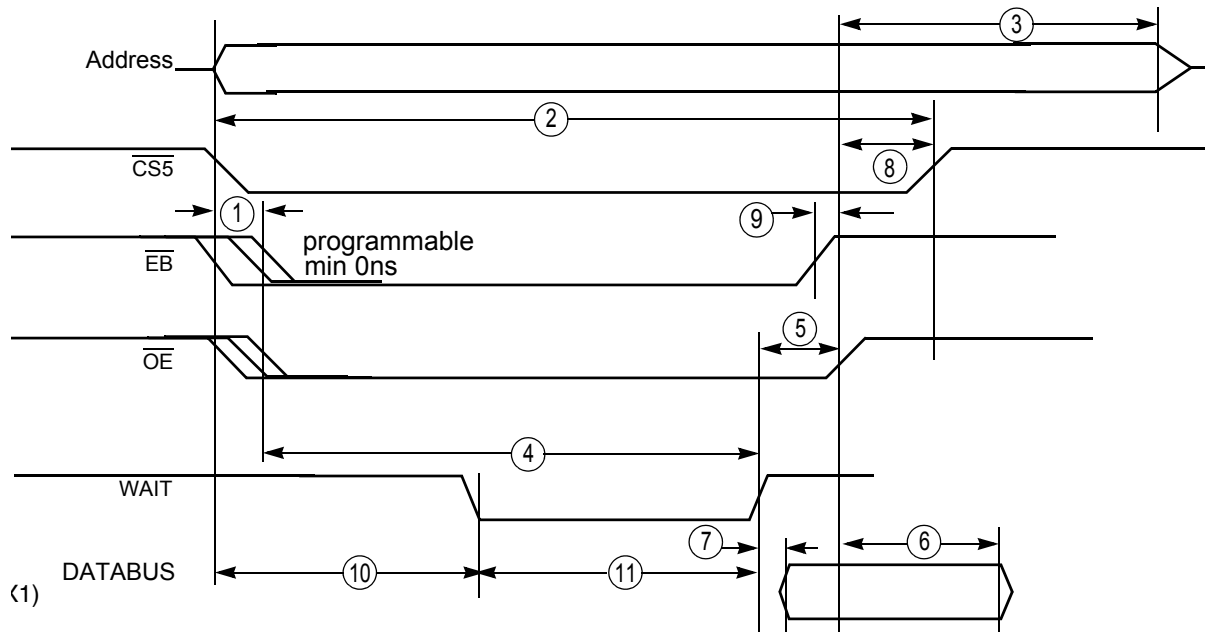 3
Address
2
CS5
8
1
9
programmable
min 0ns
EB
5
OE
4
WAIT
7
6
DATABUS
10
11
X1)